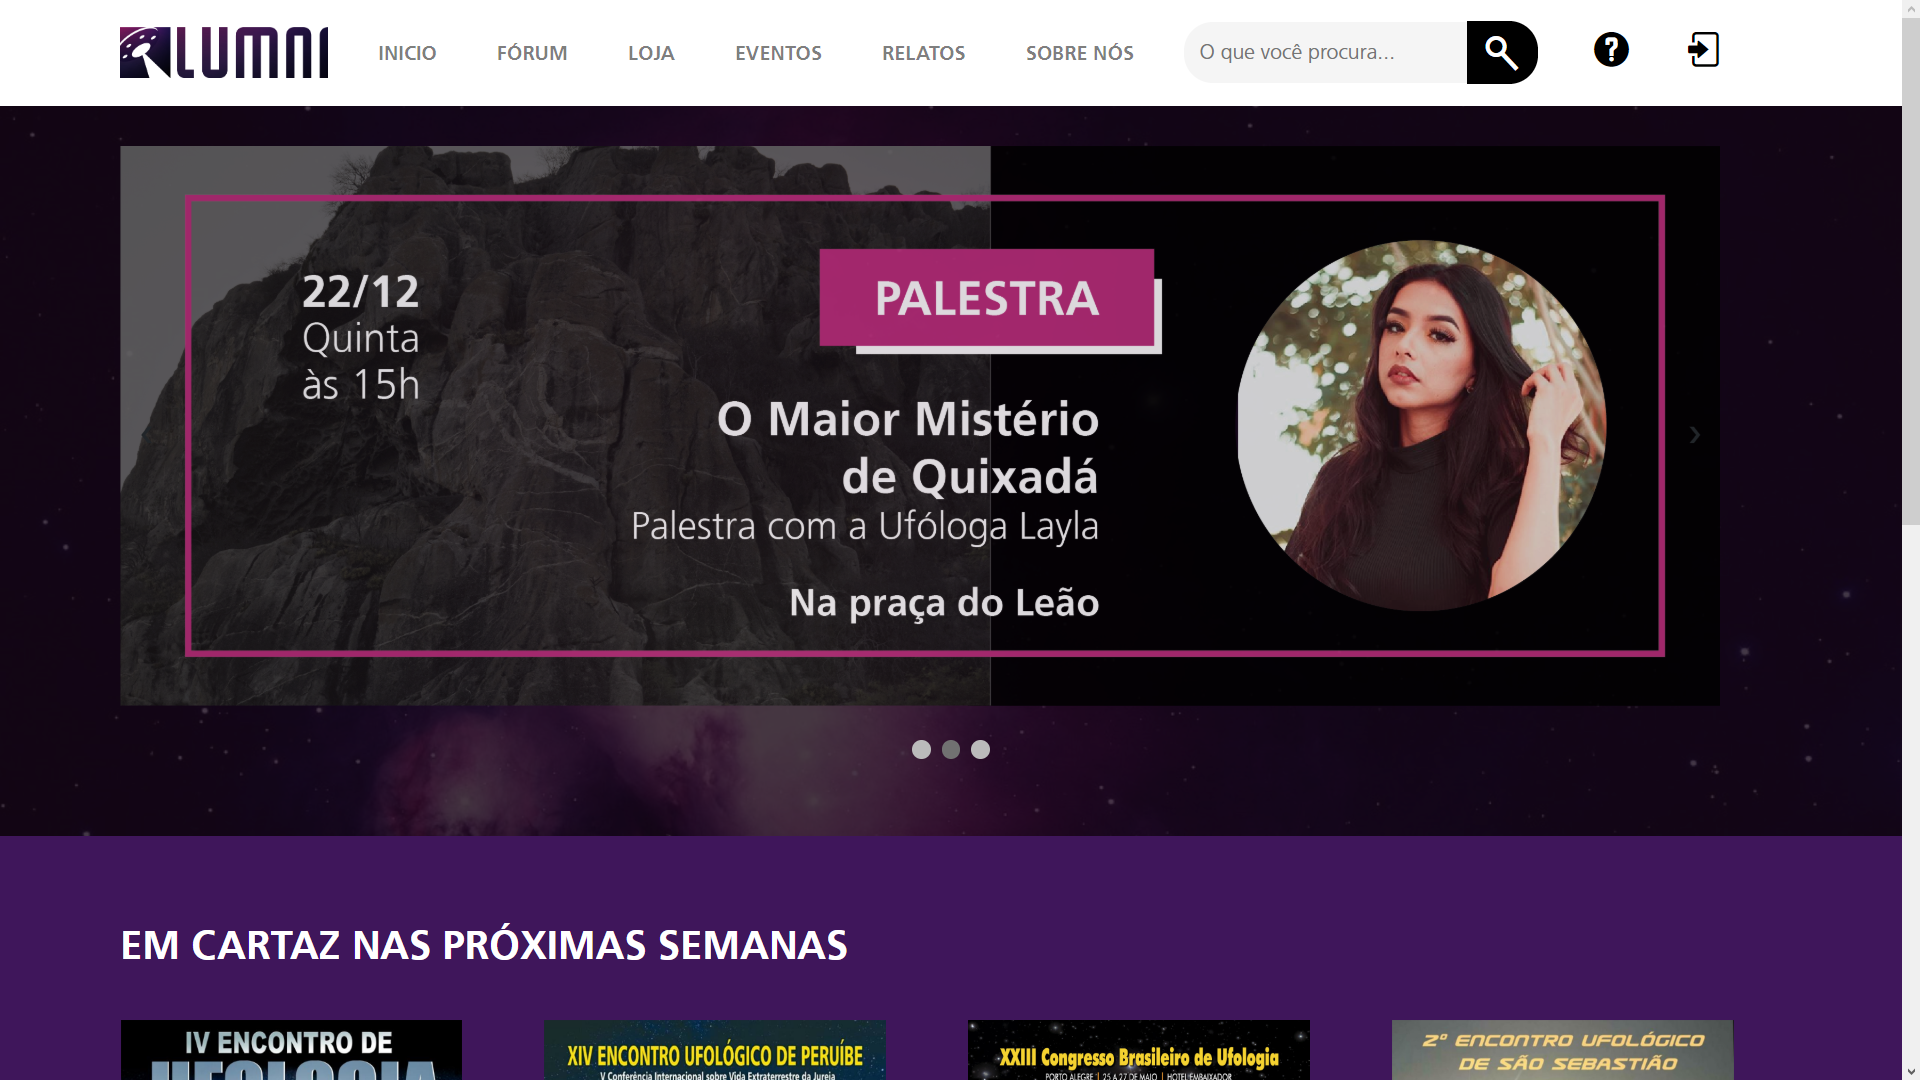 LUMNI
INICIO
FÓRUM
LOJA
EVENTOS
RELATOS
SOBRE NÓS
O que você procura...
22/12
Quinta
às 15h
PALESTRA
O Maior Mistério
de Quixadá
Palestra com a Ufóloga Layla
Na praça do Leão
EM CARTAZ NAS PRÓXIMAS SEMANAS
IV ENCONTRO DE
UFOLOGIA
XIV ENCONTRO UFOLÓGICO DE PERUÍBE
V Conferência Internacional sobre Vida Extraterrestre da Jureia
XXIII Congresso Brasileiro de Ufologia
PORTO ALEGRE | 25 A 27 DE MAIO | HOTEL EMBAIXADOR
2º ENCONTRO UFOLÓGICO
DE SÃO SEBASTIÃO